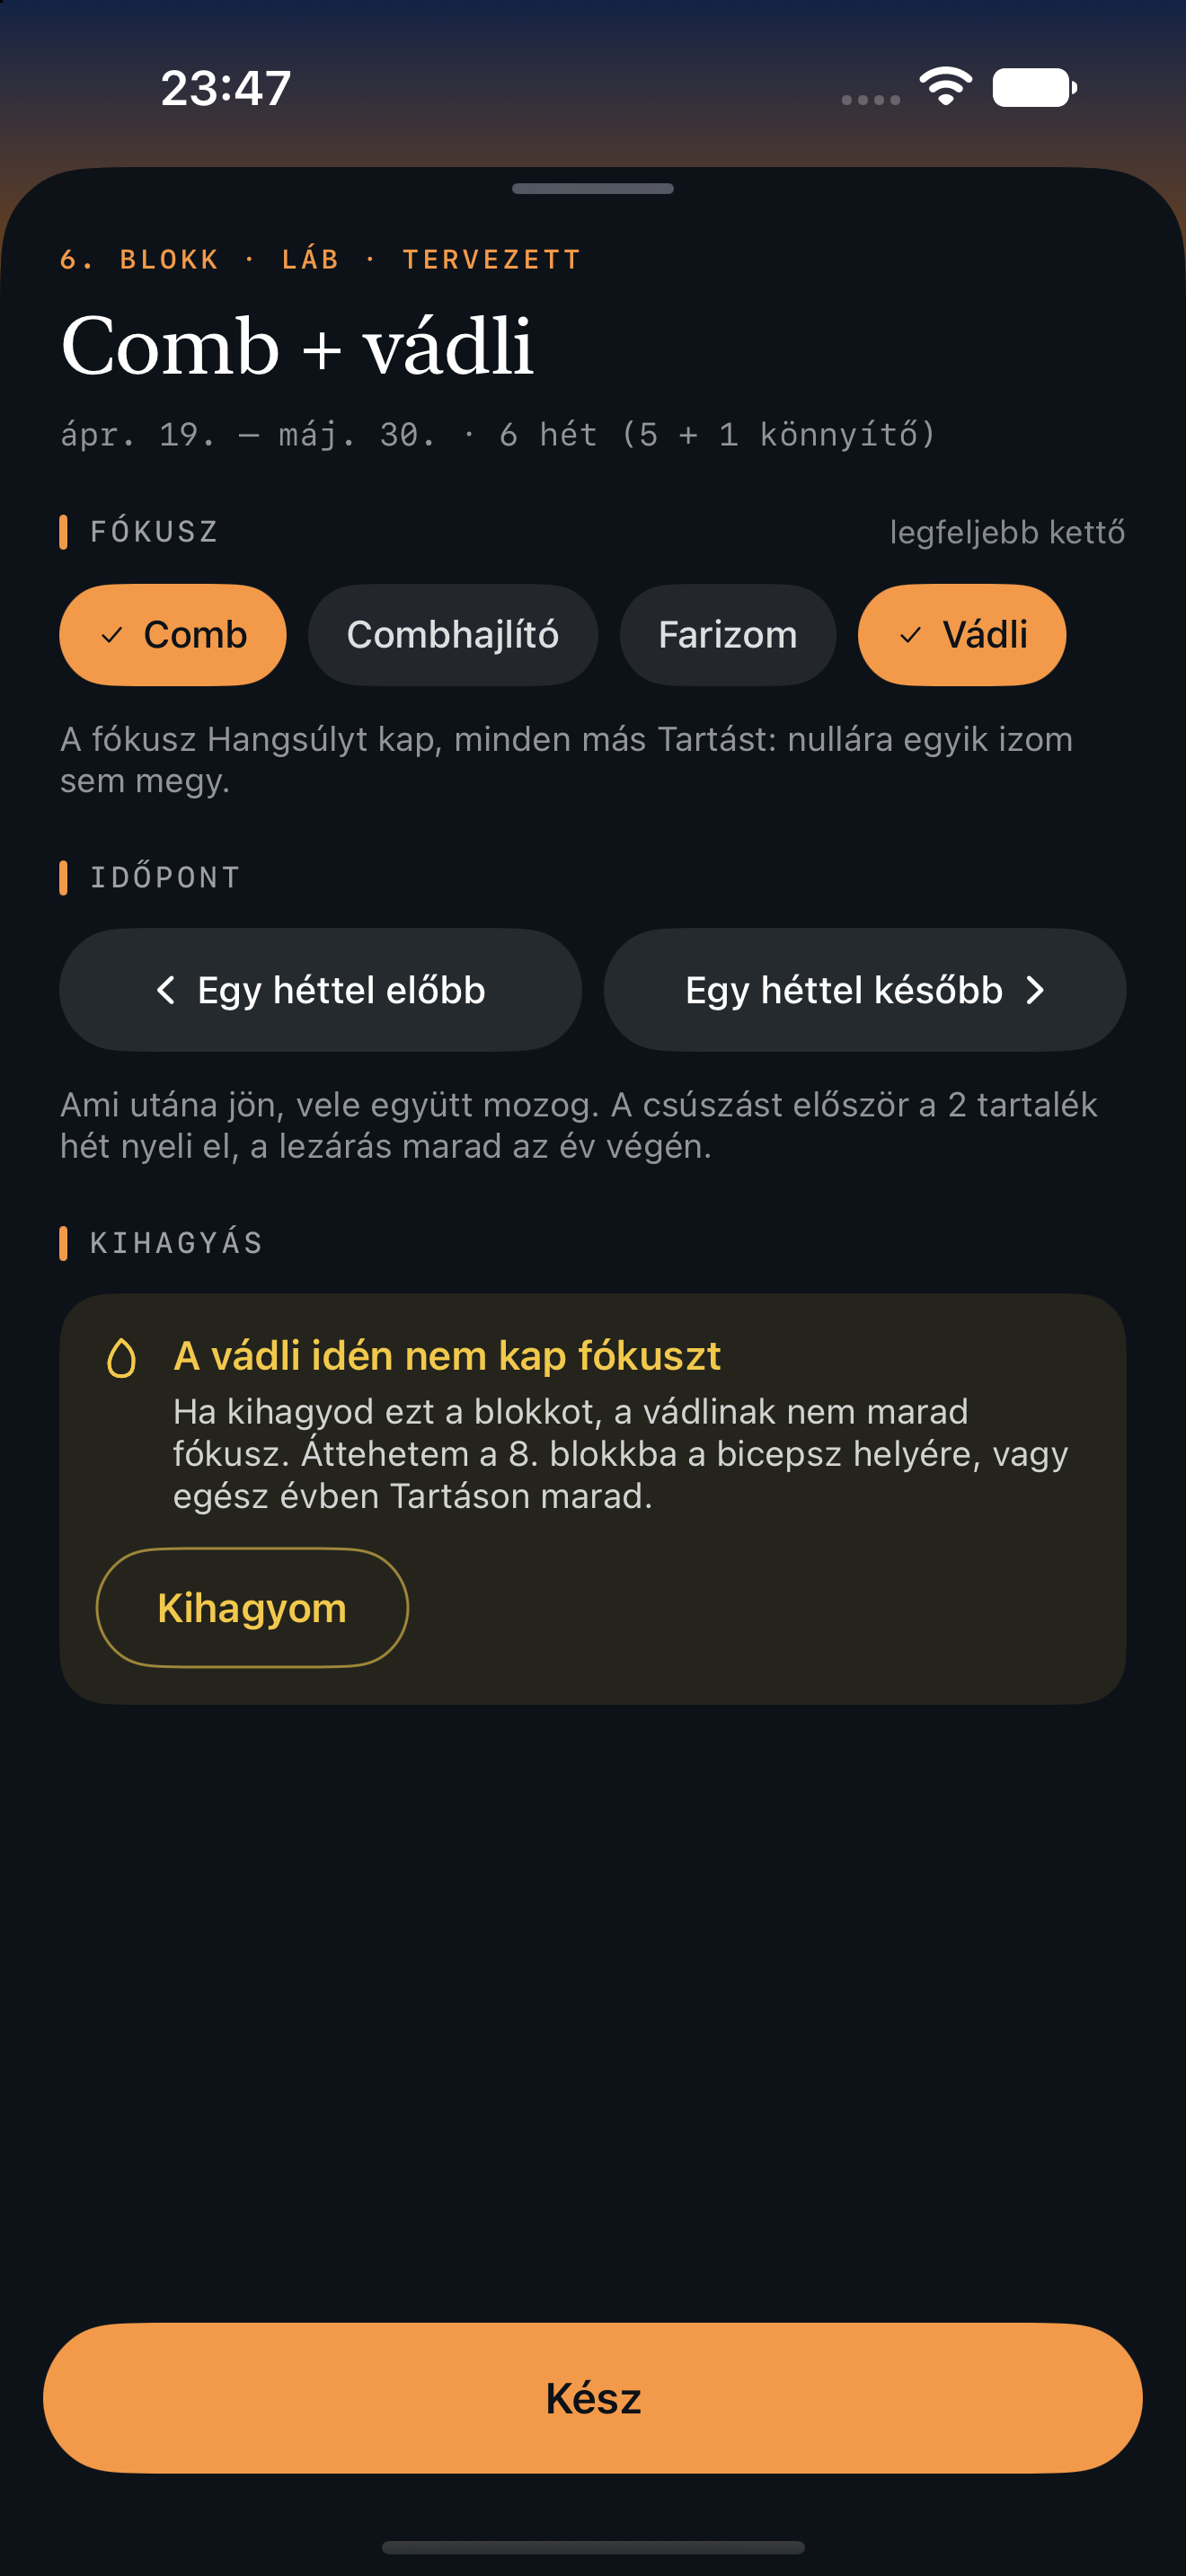 23:47
6. BLOKK · LÁB · TERVEZETT
Comb + vádli
ápr. 19. – máj. 30. · 6 hét (5 + 1 könnyítő)
FÓKUSZ
legfeljebb kettő
Comb
Combhajlító
Farizom
Vádli
A fókusz Hangsúlyt kap, minden más Tartást: nullára egyik izom
sem megy.
IDŐPONT
Egy héttel előbb
Egy héttel később
Ami utána jön, vele együtt mozog. A csúszást először a 2 tartalék
hét nyeli el, a lezárás marad az év végén.
KIHAGYÁS
A vádli idén nem kap fókuszt
Ha kihagyod ezt a blokkot, a vádlinak nem marad
fókusz. Áttehetem a 8. blokkba a bicepsz helyére, vagy
egész évben Tartáson marad.
Kihagyom
Kész